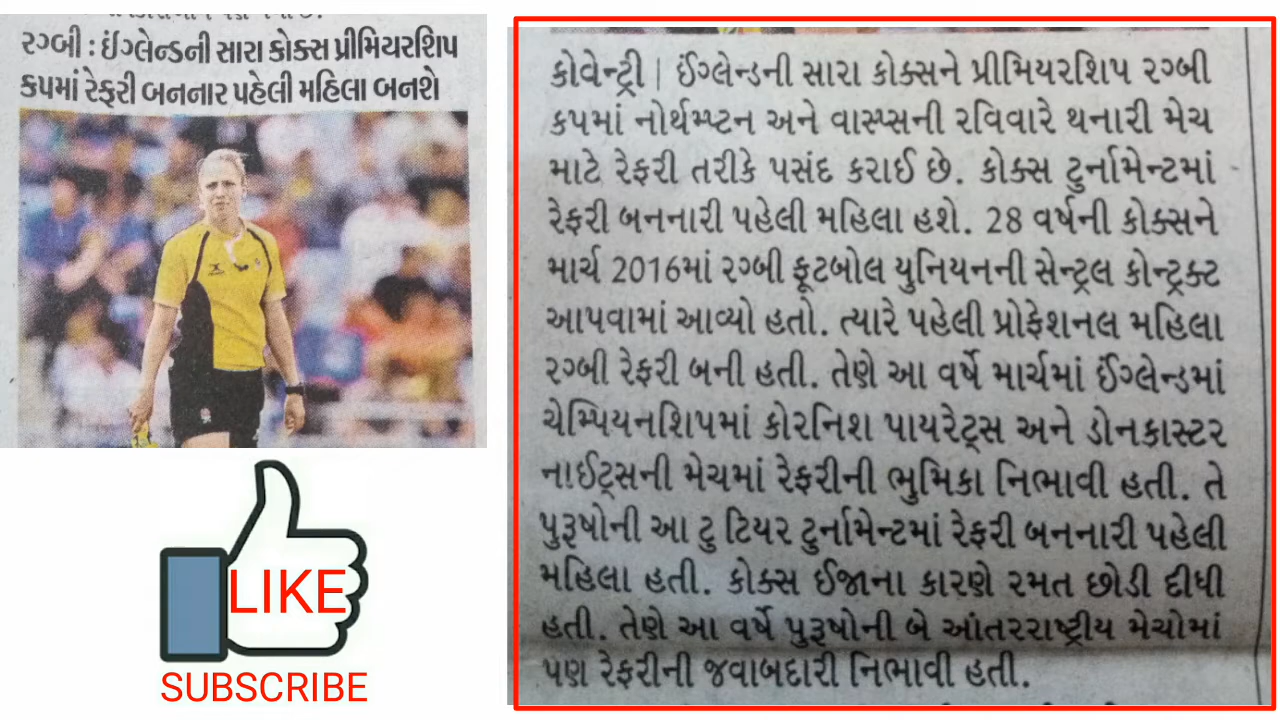 રગ્બી : ઈંગ્લેન્ડની સારા કોક્સ પ્રીમિયરશિપ
કપમાં રેફરી બનનાર પહેલી મહિલા બનશે
LIKE
SUBSCRIBE
કોવેન્ટ્રી | ઈંગ્લેન્ડની સારા કોક્સને પ્રીમિયરશિપ રગ્બી
કપમાં નોર્થમ્પ્ટન અને વાસ્પ્સની રવિવારે થનારી મેચ
માટે રેફરી તરીકે પસંદ કરાઈ છે. કોક્સ ટુર્નામેન્ટમાં
રેફરી બનનારી પહેલી મહિલા હશે. 28 વર્ષની કોક્સને
માર્ચ 2016માં રગ્બી ફૂટબોલ યુનિયનની સેન્ટ્રલ કોન્ટ્રક્ટ
આપવામાં આવ્યો હતો. ત્યારે પહેલી પ્રોફેશનલ મહિલા
રગ્બી રેફરી બની હતી. તેણે આ વર્ષે માર્ચમાં ઈંગ્લેન્ડમાં
ચેમ્પિયનશિપમાં કોરનિશ પાયરેટ્સ અને ડોનકાસ્ટર
નાઈટ્સની મેચમાં રેફરીની ભુમિકા નિભાવી હતી. તે
પુરૂષોની આ ટુ ટિયર ટુર્નામેન્ટમાં રેફરી બનનારી પહેલી
મહિલા હતી. કોક્સ ઈજાના કારણે રમત છોડી દીધી
હતી. તેણે આ વર્ષે પુરૂષોની બે આંતરરાષ્ટ્રીય મેચોમાં
પણ રેફરીની જવાબદારી નિભાવી હતી.